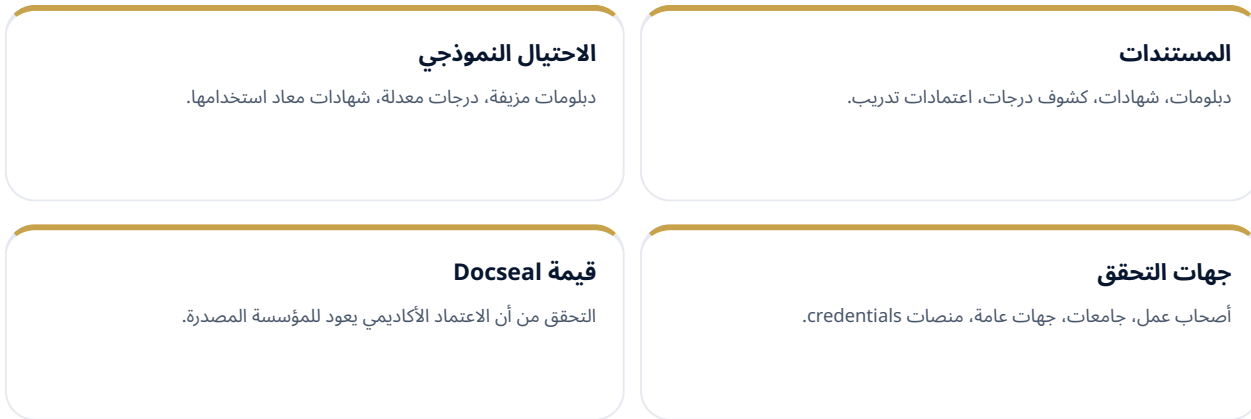 المستندات
دبلومات، شهادات، كشوف درجات، اعتمادات تدريب.
الاحتيال النموذجي
دبلومات مزيفة، درجات معدلة، شهادات معاد استخدامها.
جهات التحقق
أصحاب عمل، جامعات، جهات عامة، منصات credentials.
قيمة Docseal
التحقق من أن الاعتماد الأكاديمي يعود للمؤسسة المصدرة.